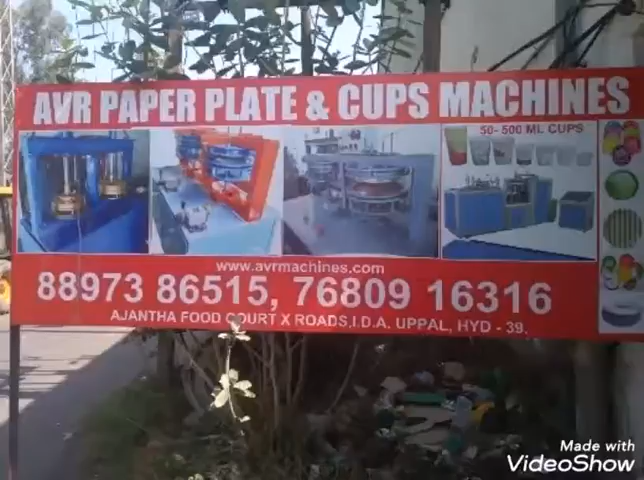 AVR PAPER PLATE & CUPS MACHINES
50- 500 ML CUPS
www.avrmachines.com
88973 86515, 76809 16316
AJANTHA FOOD COURT X ROADS,I.D.A. UPPAL, HYD - 39.
Made with
VideoShow